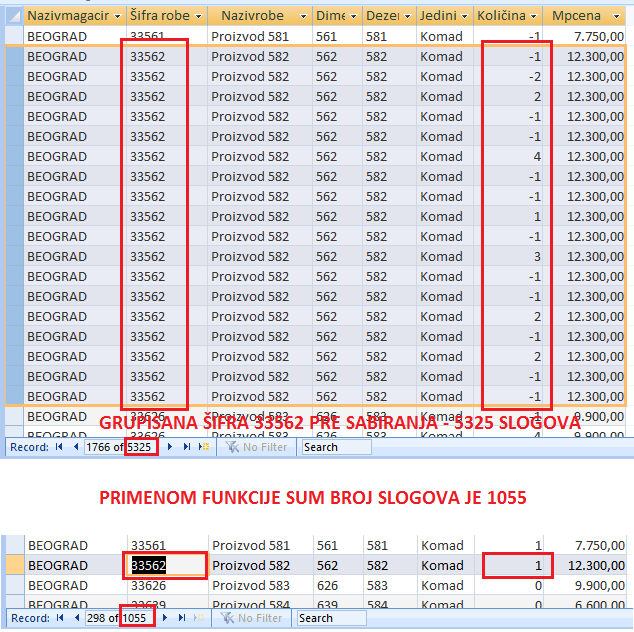 Nazivmagacir Šifra robe Nazivrobe Dime Dezer Jedini Količina Mpcena
BEOGRAD 33561 Proizvod 581 561 581 Komad -1 7.750,00
BEOGRAD 33562 Proizvod 582 562 582 Komad -1 12.300,00
BEOGRAD 33562 Proizvod 582 562 582 Komad -2 12.300,00
BEOGRAD 33562 Proizvod 582 562 582 Komad 2 12.300,00
BEOGRAD 33562 Proizvod 582 562 582 Komad -1 12.300,00
BEOGRAD 33562 Proizvod 582 562 582 Komad -1 12.300,00
BEOGRAD 33562 Proizvod 582 562 582 Komad 4 12.300,00
BEOGRAD 33562 Proizvod 582 562 582 Komad -1 12.300,00
BEOGRAD 33562 Proizvod 582 562 582 Komad -1 12.300,00
BEOGRAD 33562 Proizvod 582 562 582 Komad 1 12.300,00
BEOGRAD 33562 Proizvod 582 562 582 Komad -1 12.300,00
BEOGRAD 33562 Proizvod 582 562 582 Komad 3 12.300,00
BEOGRAD 33562 Proizvod 582 562 582 Komad -1 12.300,00
BEOGRAD 33562 Proizvod 582 562 582 Komad -1 12.300,00
BEOGRAD 33562 Proizvod 582 562 582 Komad 2 12.300,00
BEOGRAD 33562 Proizvod 582 562 582 Komad -1 12.300,00
BEOGRAD 33562 Proizvod 582 562 582 Komad 2 12.300,00
BEOGRAD 33562 Proizvod 582 562 582 Komad -1 12.300,00
BEOGRAD 33562 Proizvod 582 562 582 Komad -1 12.300,00
BEOGRAD 33626 Proizvod 583 626 583 Komad 9.900,00
GRUPISANA ŠIFRA 33562 PRE SABIRANJA - 5325 SLOGOVA
BEOGRAD 33626 Proizvod 583 626 583 Komad 4 9.900,00
Record: 1766 of 5325 No Filter Search
PRIMENOM FUNKCIJE SUM BROJ SLOGOVA JE 1055
BEOGRAD 33561 Proizvod 581 561 581 Komad 1 7.750,00
BEOGRAD 33562 Proizvod 582 562 582 Komad 1 12.300,00
BEOGRAD 33626 Proizvod 583 626 583 Komad 0 9.900,00
BEOGRAD 33639 Proizvod 584 639 584 Komad 0 6.600,00
Record: 298 of 1055 No Filter Search